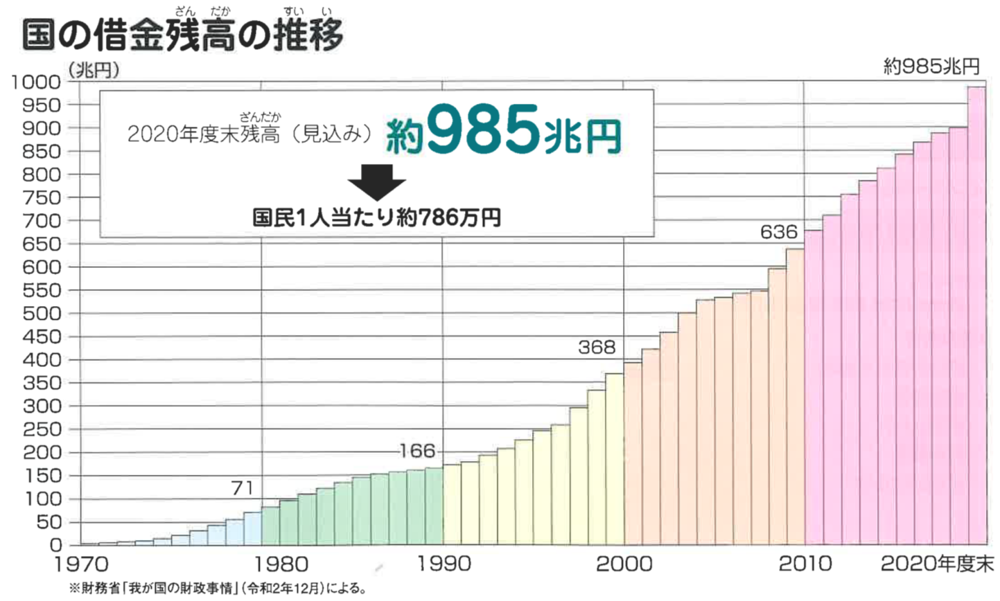 ざん だか すい い
国の借金残高の推移
(兆円)
約985兆円
1000
950
900
850
800
750
700
650
600
550
500
450
400
350
300
250
200
150
100
50
0
ざんだか
2020年度末残高(見込み) 約985兆円
国民1人当たり約786万円
636
368
166
71
1970 1980 1990 2000 2010 2020年度末
※財務省「我が国の財政事情」(令和2年12月)による。